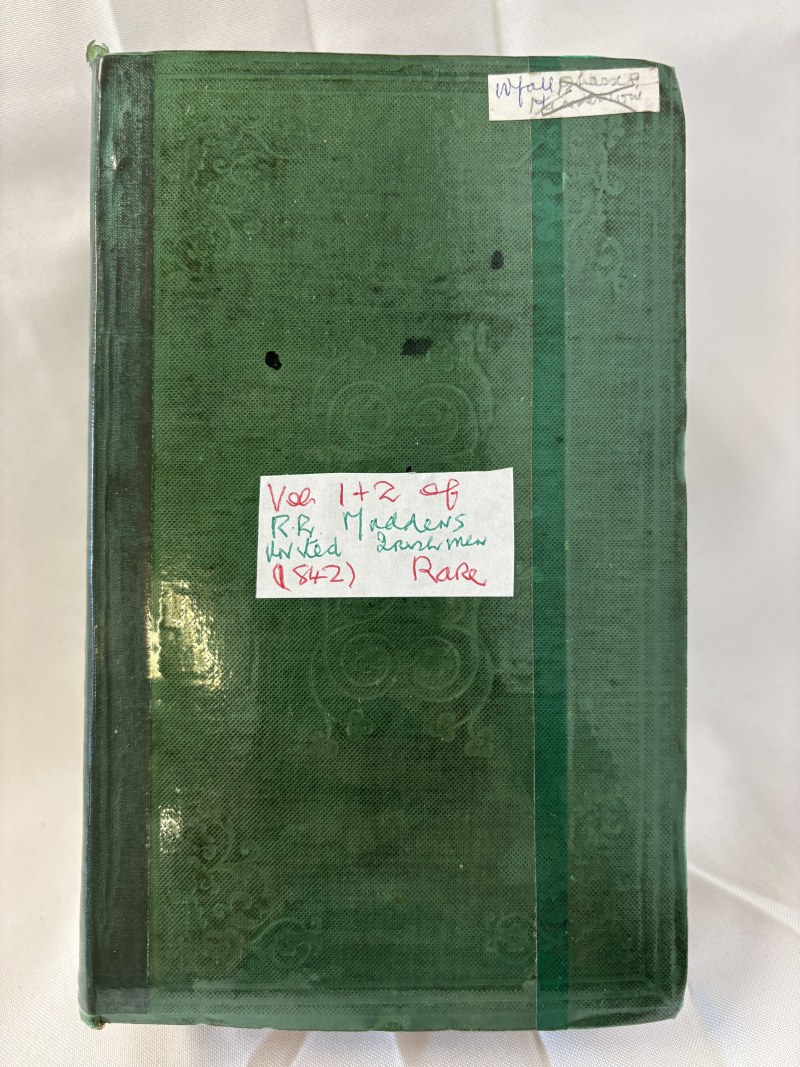 Vol 1+2 of
R.R. Maddens
United Irishmen
(1842) Rare